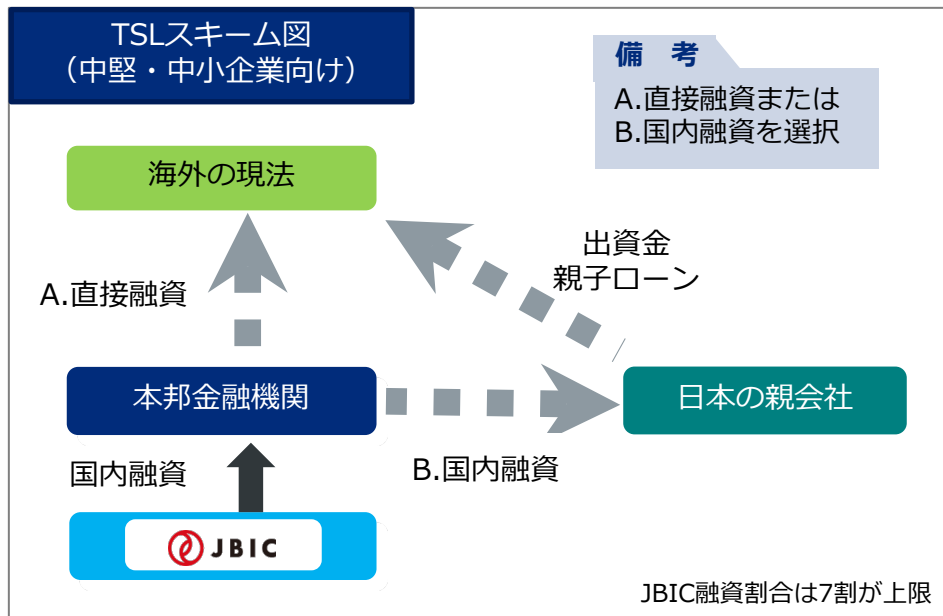 TSLスキーム図
（中堅・中小企業向け）
備 考
A.直接融資または
B.国内融資を選択
海外の現法
出資金
親子ローン
A.直接融資
本邦金融機関
日本の親会社
国内融資
B.国内融資
JBIC
JBIC融資割合は7割が上限